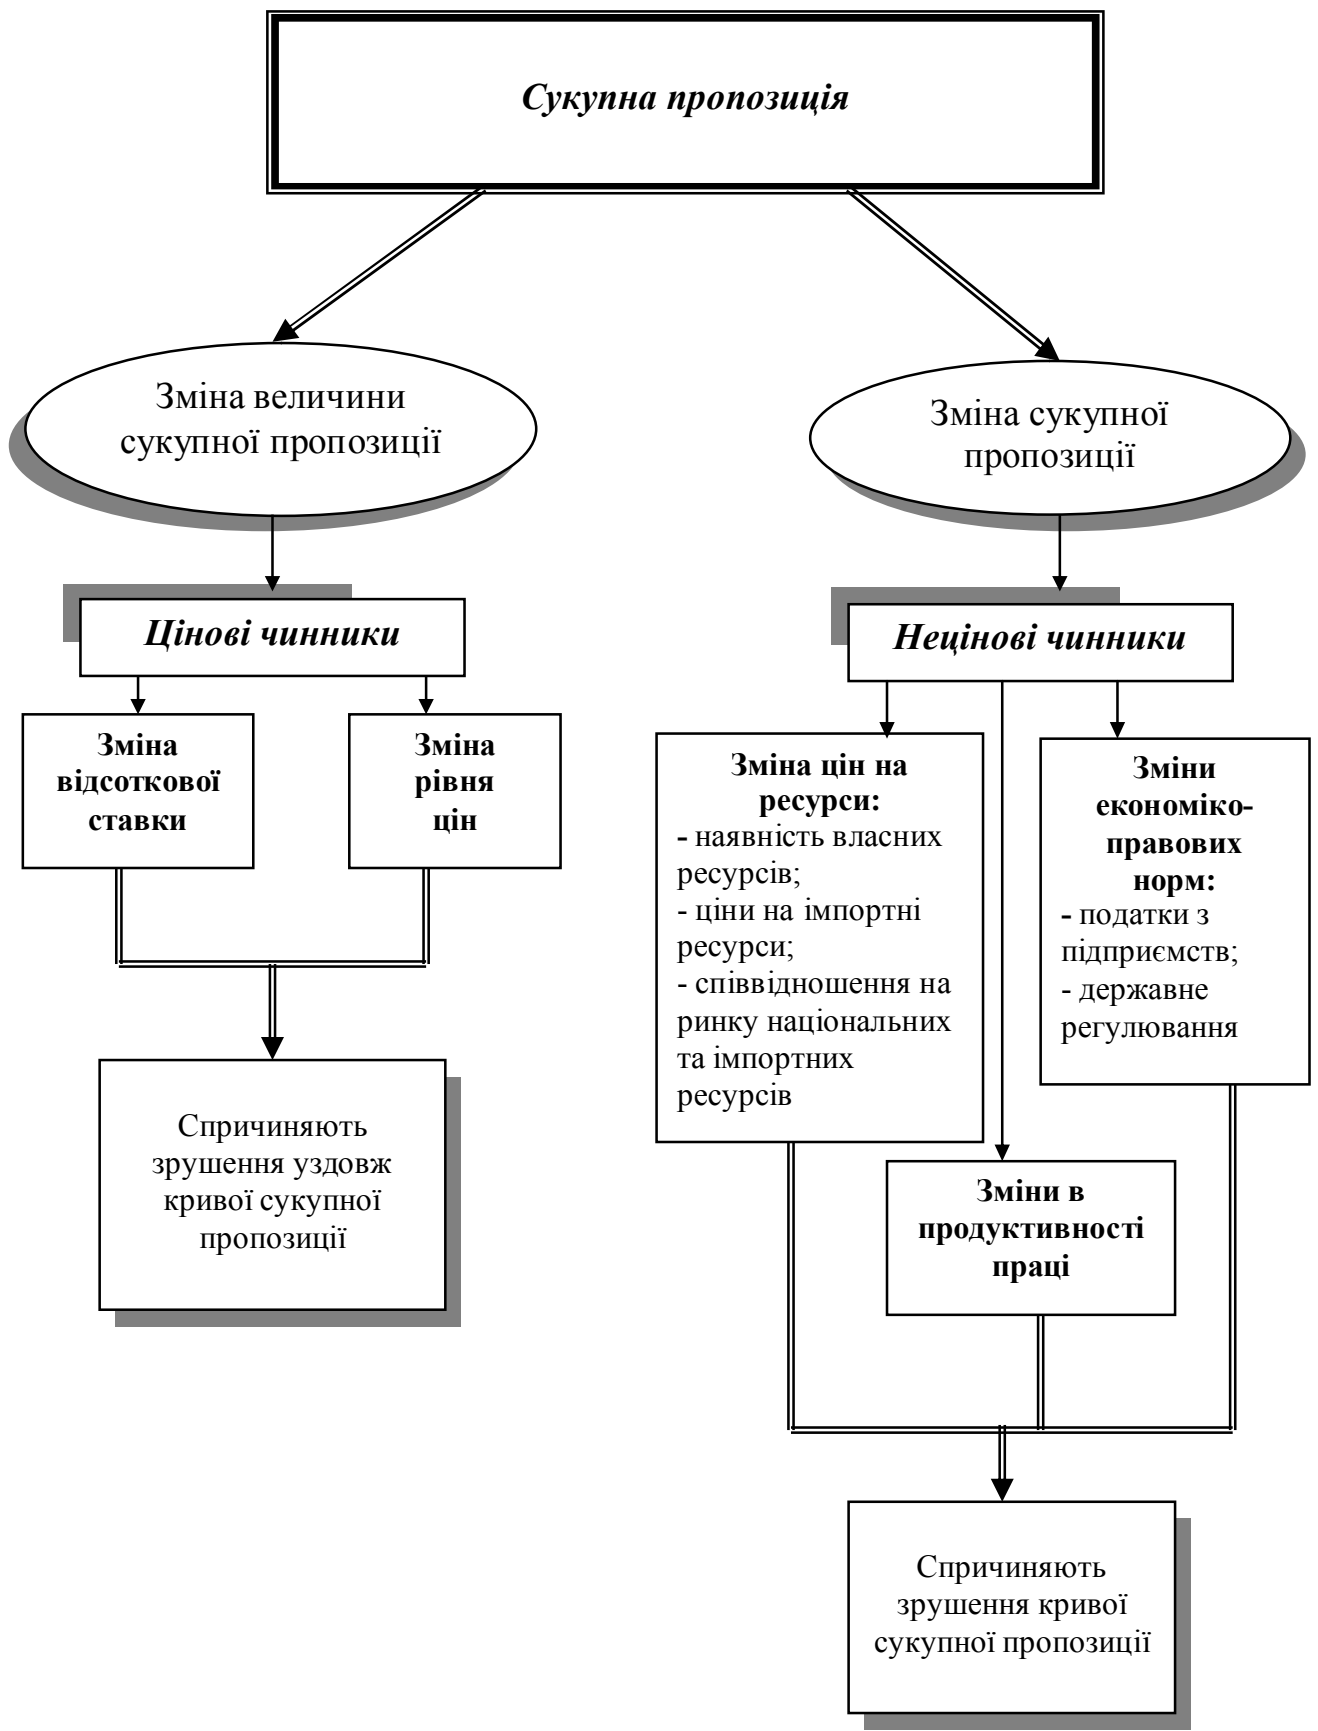 Сукупна пропозиція
Зміна величини
сукупної пропозиції
Зміна сукупної
пропозиції
Цінові чинники
Нецінові чинники
Зміна
відсоткової
ставки
Зміна
рівня
цін
Зміна цін на
ресурси:
- наявність власних
ресурсів;
- ціни на імпортні
ресурси;
- співвідношення на
ринку національних
та імпортних
ресурсів
Зміни
економіко-
правових
норм:
- податки з
підприємств;
- державне
регулювання
Спричиняють
зрушення уздовж
кривої сукупної
пропозиції
Зміни в
продуктивності
праці
Спричиняють
зрушення кривої
сукупної пропозиції